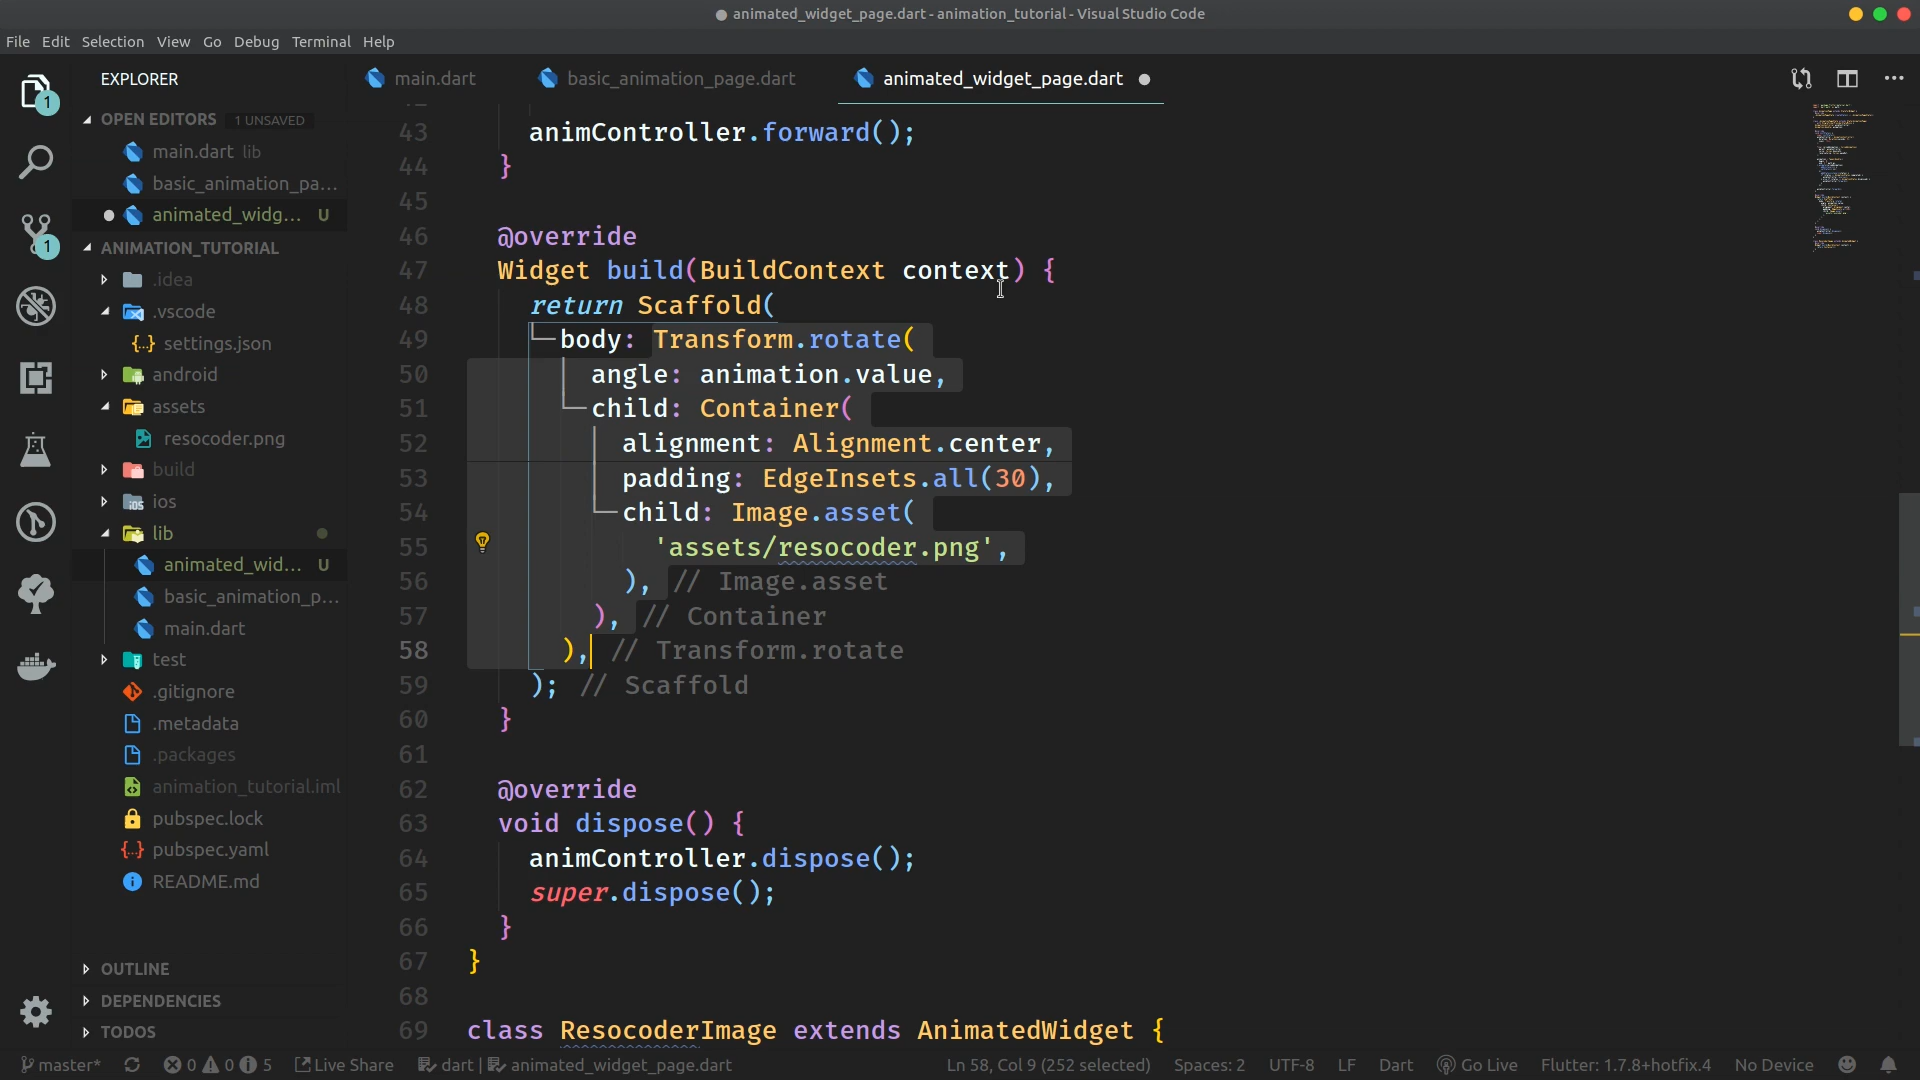 animated_widget_page.dart - animation_tutorial - Visual Studio Code
File Edit Selection View Go Debug Terminal Help
EXPLORER
OPEN EDITORS 1 UNSAVED
main.dart lib
basic_animation_pa...
animated_widg... U
ANIMATION_TUTORIAL
.idea
.vscode
{..} settings.json
android
assets
resocoder.png
build
ios
lib
animated_wid... U
basic_animation_p...
main.dart
test
.gitignore
.metadata
.packages
animation_tutorial.iml
pubspec.lock
{..} pubspec.yaml
README.md
OUTLINE
DEPENDENCIES
TODOS
1
1
main.dart basic_animation_page.dart animated_widget_page.dart
43 animController.forward();
44 }
45
46 @override
47 Widget build(BuildContext context) {
48 return Scaffold(
49 body: Transform.rotate(
50 angle: animation.value,
51 child: Container(
52 alignment: Alignment.center,
53 padding: EdgeInsets.all(30),
54 child: Image.asset(
55 'assets/resocoder.png',
56 ), // Image.asset
57 ), // Container
58 ), // Transform.rotate
59 ); // Scaffold
60 }
61
62 @override
63 void dispose() {
64 animController.dispose();
65 super.dispose();
66 }
67 }
68
69 class ResocoderImage extends AnimatedWidget {
master* 0 0 5 Live Share dart | animated_widget_page.dart Ln 58, Col 9 (252 selected) Spaces: 2 UTF-8 LF Dart Go Live Flutter: 1.7.8+hotfix.4 No Device